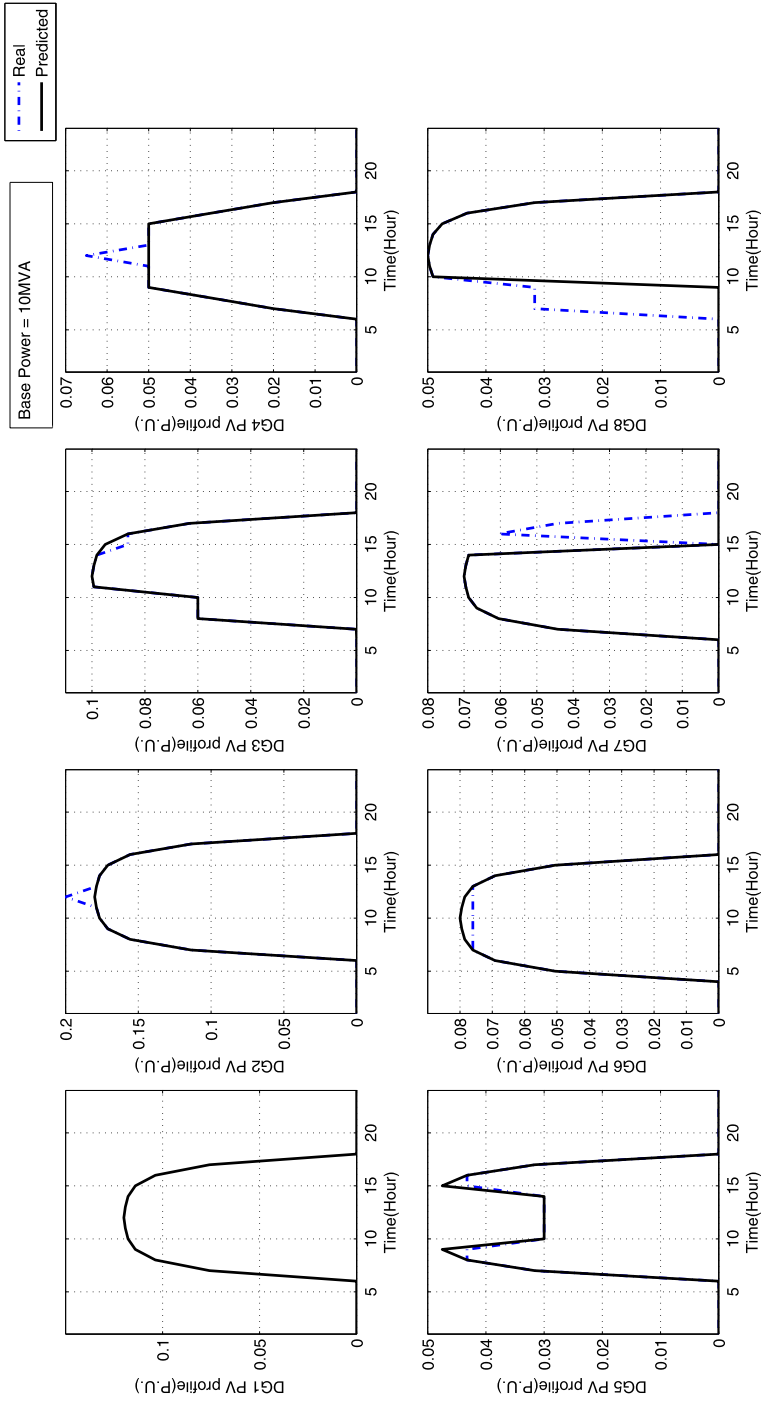 Real
Predicted
Base Power = 10MVA
DG1 PV profile(P.U.)
0.1
0.05
0
5 10 15 20
Time(Hour)
DG2 PV profile(P.U.)
0.2
0.15
0.1
0.05
0
5 10 15 20
Time(Hour)
DG3 PV profile(P.U.)
0.1
0.08
0.06
0.04
0.02
0
5 10 15 20
Time(Hour)
DG4 PV profile(P.U.)
0.07
0.06
0.05
0.04
0.03
0.02
0.01
0
5 10 15 20
Time(Hour)
DG5 PV profile(P.U.)
0.05
0.04
0.03
0.02
0.01
0
5 10 15 20
Time(Hour)
DG6 PV profile(P.U.)
0.08
0.07
0.06
0.05
0.04
0.03
0.02
0.01
0
5 10 15 20
Time(Hour)
DG7 PV profile(P.U.)
0.08
0.07
0.06
0.05
0.04
0.03
0.02
0.01
0
5 10 15 20
Time(Hour)
DG8 PV profile(P.U.)
0.05
0.04
0.03
0.02
0.01
0
5 10 15 20
Time(Hour)